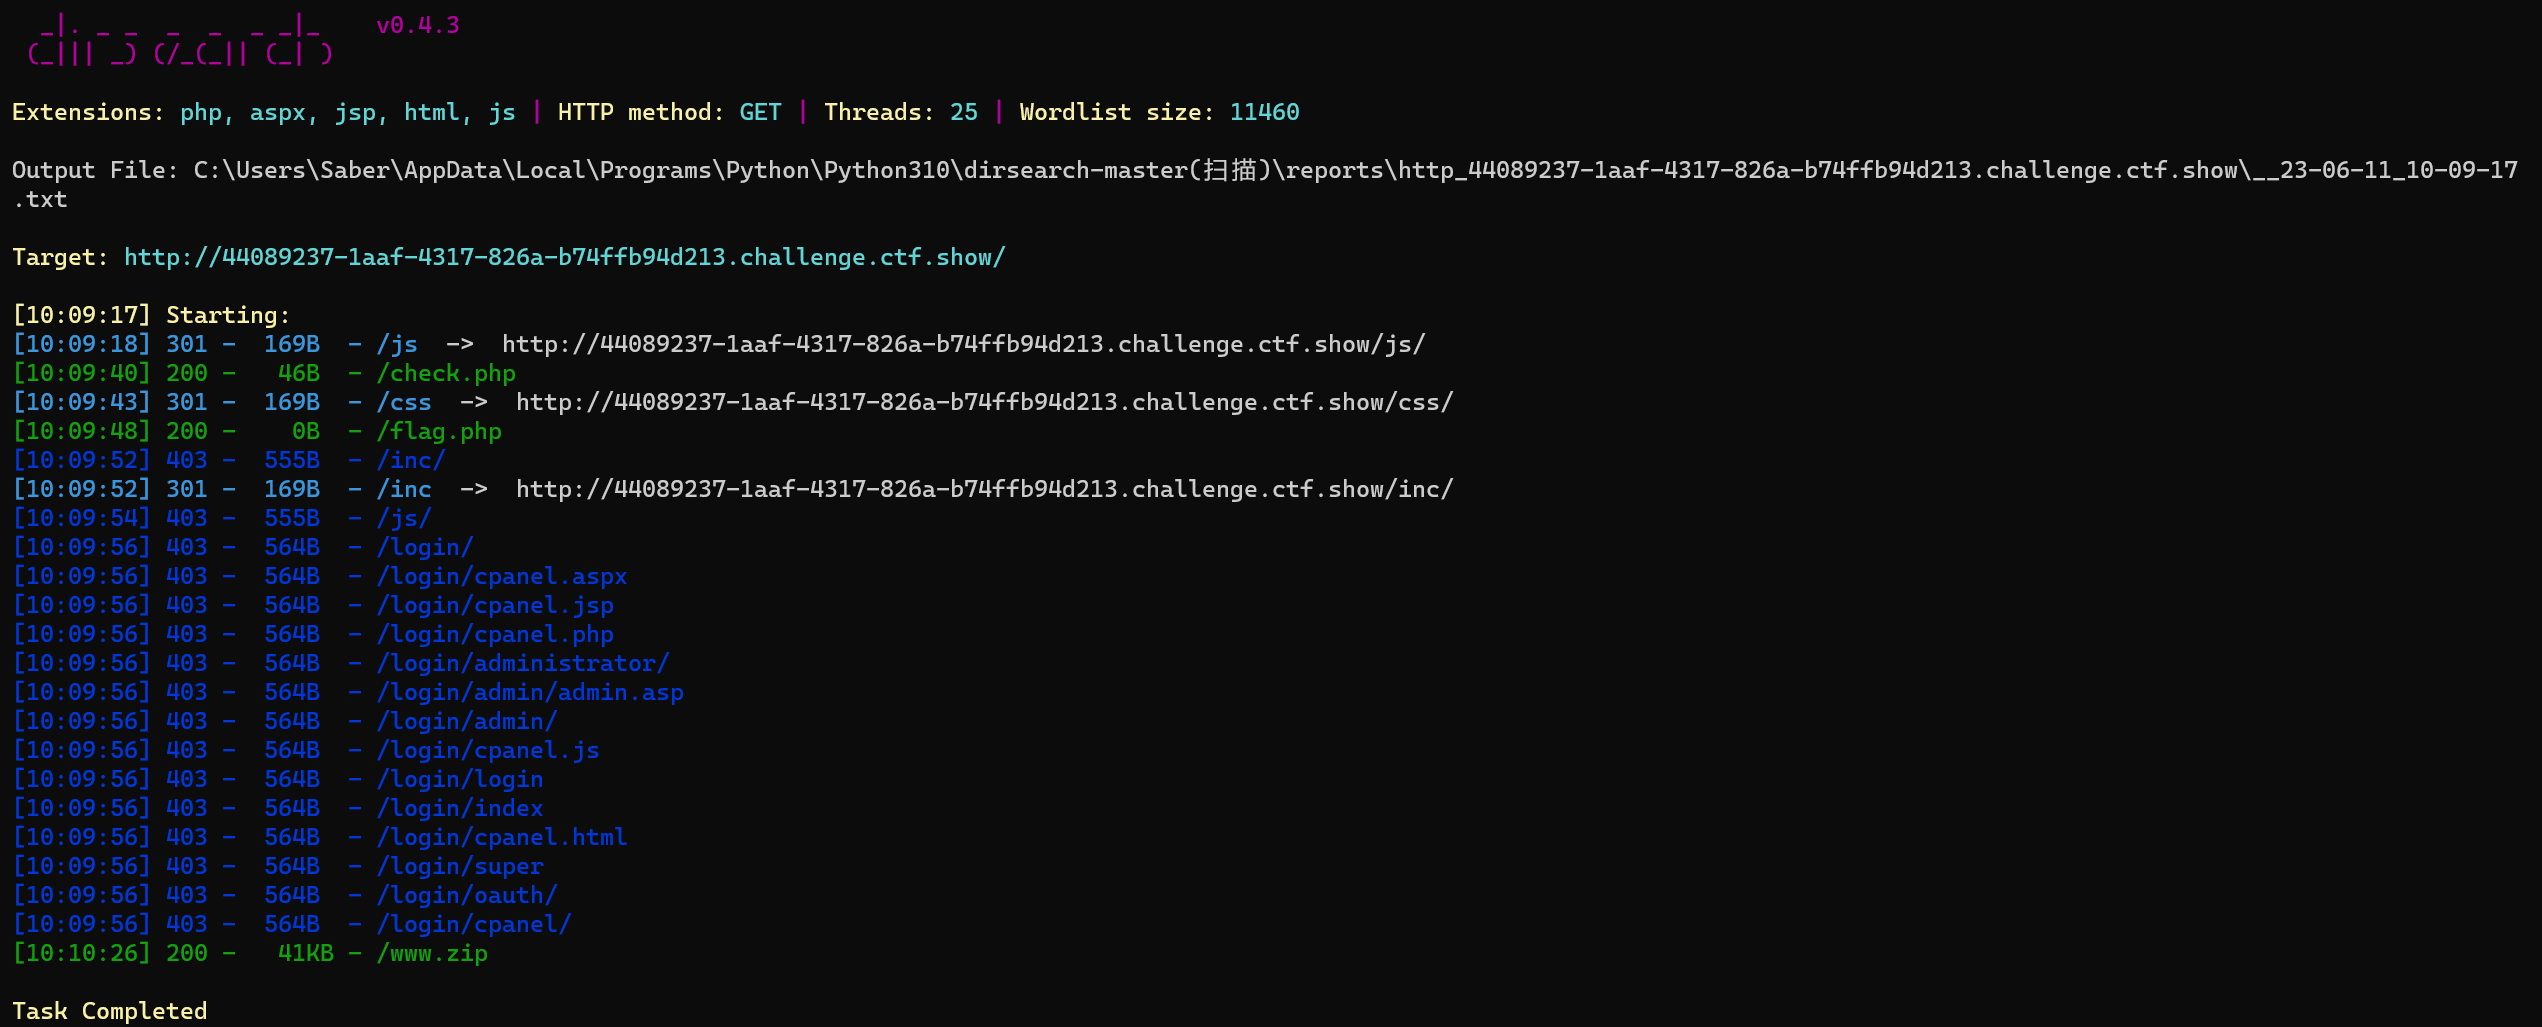 _|. _ _  _  _  _ _|_    v0.4.3
(_||| _) (/_(_|| (_| )
Extensions: php, aspx, jsp, html, js | HTTP method: GET | Threads: 25 | Wordlist size: 11460
Output File: C:\Users\Saber\AppData\Local\Programs\Python\Python310\dirsearch-master(扫描)\reports\http_44089237-1aaf-4317-826a-b74ffb94d213.challenge.ctf.show\__23-06-11_10-09-17
.txt
Target: http://44089237-1aaf-4317-826a-b74ffb94d213.challenge.ctf.show/
[10:09:17] Starting:
[10:09:18] 301 -  169B  - /js  ->  http://44089237-1aaf-4317-826a-b74ffb94d213.challenge.ctf.show/js/
[10:09:40] 200 -   46B  - /check.php
[10:09:43] 301 -  169B  - /css  ->  http://44089237-1aaf-4317-826a-b74ffb94d213.challenge.ctf.show/css/
[10:09:48] 200 -    0B  - /flag.php
[10:09:52] 403 -  555B  - /inc/
[10:09:52] 301 -  169B  - /inc  ->  http://44089237-1aaf-4317-826a-b74ffb94d213.challenge.ctf.show/inc/
[10:09:54] 403 -  555B  - /js/
[10:09:56] 403 -  564B  - /login/
[10:09:56] 403 -  564B  - /login/cpanel.aspx
[10:09:56] 403 -  564B  - /login/cpanel.jsp
[10:09:56] 403 -  564B  - /login/cpanel.php
[10:09:56] 403 -  564B  - /login/administrator/
[10:09:56] 403 -  564B  - /login/admin/admin.asp
[10:09:56] 403 -  564B  - /login/admin/
[10:09:56] 403 -  564B  - /login/cpanel.js
[10:09:56] 403 -  564B  - /login/login
[10:09:56] 403 -  564B  - /login/index
[10:09:56] 403 -  564B  - /login/cpanel.html
[10:09:56] 403 -  564B  - /login/super
[10:09:56] 403 -  564B  - /login/oauth/
[10:09:56] 403 -  564B  - /login/cpanel/
[10:10:26] 200 -   41KB - /www.zip
Task Completed